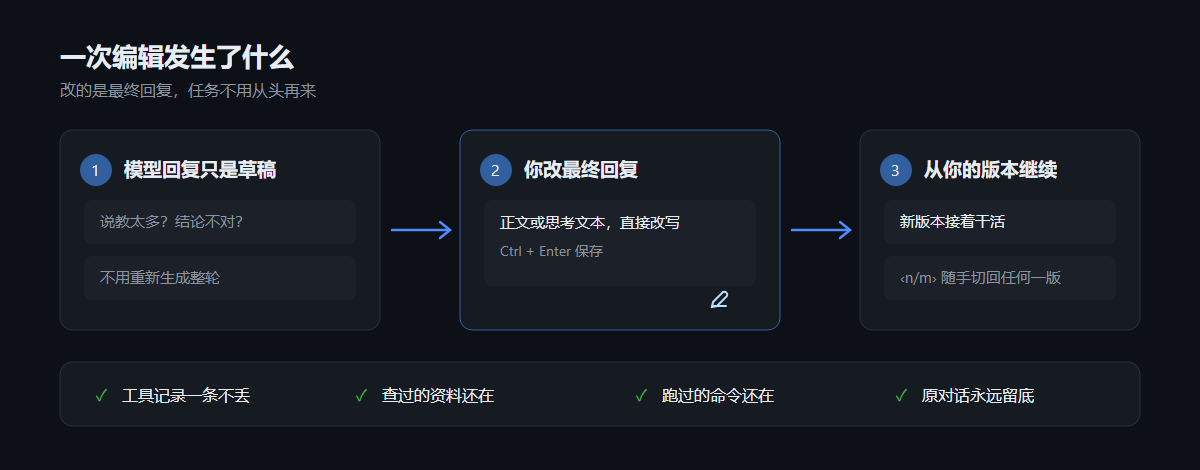 一次编辑发生了什么
改的是最终回复，任务不用从头再来
1 模型回复只是草稿
说教太多？结论不对？
不用重新生成整轮
2 你改最终回复
正文或思考文本，直接改写
Ctrl + Enter 保存
3 从你的版本继续
新版本接着干活
‹n/m› 随手切回任何一版
✓ 工具记录一条不丢
✓ 查过的资料还在
✓ 跑过的命令还在
✓ 原对话永远留底